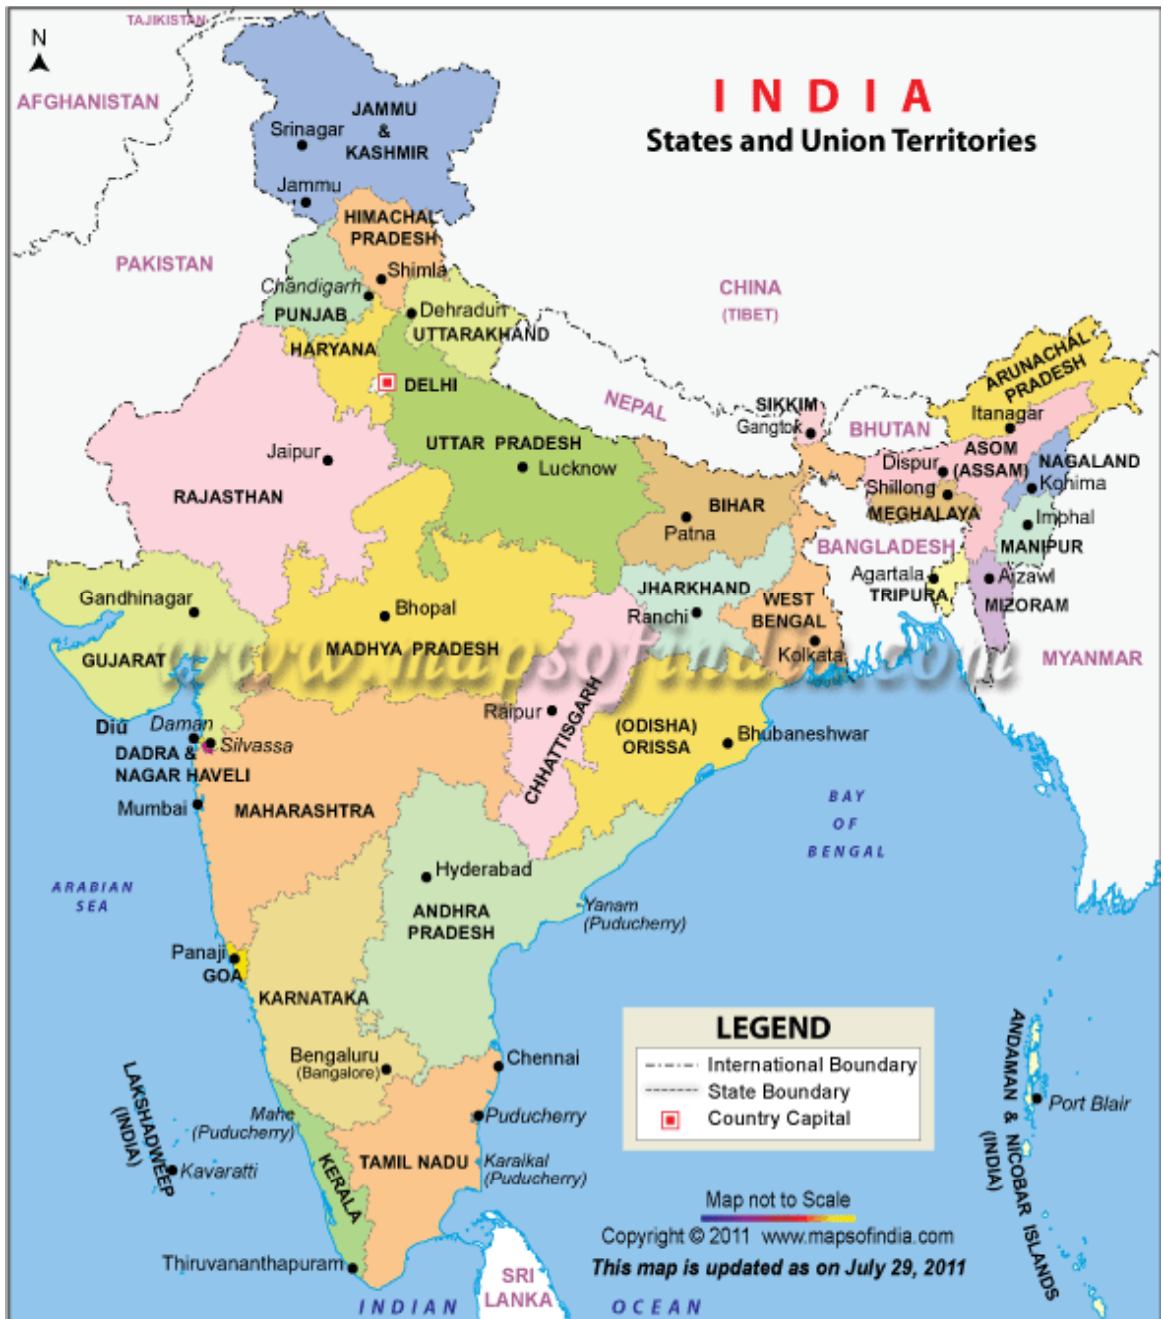 TAJIKISTAN
N
AFGHANISTAN
INDIA
States and Union Territories
JAMMU
&
KASHMIR
Srinagar
Jammu
HIMACHAL
PRADESH
PAKISTAN
Shimla
Chandigarh
PUNJAB
CHINA
(TIBET)
Dehradun
UTTARAKHAND
HARYANA
DELHI
ARUNACHAL
PRADESH
NEPAL
SIKKIM
Gangtok
BHUTAN
Itanagar
UTTAR PRADESH
Lucknow
Jaipur
RAJASTHAN
ASOM
(ASSAM)
Dispur
NAGALAND
Kohima
Shillong
MEGHALAYA
BIHAR
Patna
Imphal
MANIPUR
BANGLADESH
Agartala
TRIPURA
Aizawl
MIZORAM
JHARKHAND
Ranchi
WEST
BENGAL
Kolkata
Gandhinagar
GUJARAT
Bhopal
MADHYA PRADESH
www.mapsofindia.com
MYANMAR
Raipur
CHHATTISGARH
(ODISHA)
ORISSA
Bhubaneshwar
Diu
Daman
Silvassa
DADRA &
NAGAR HAVELI
Mumbai
MAHARASHTRA
BAY
OF
BENGAL
ARABIAN
SEA
Hyderabad
ANDHRA
PRADESH
Yanam
(Puducherry)
Panaji
GOA
KARNATAKA
Bengaluru
(Bangalore)
Chennai
LEGEND
International Boundary
State Boundary
Country Capital
ANDAMAN & NICOBAR ISLANDS
(INDIA)
Port Blair
LAKSHADWEEP
(INDIA)
Kavaratti
Mahe
(Puducherry)
Puducherry
KERALA
TAMIL NADU
Karaikal
(Puducherry)
Thiruvananthapuram
Map not to Scale
Copyright © 2011 www.mapsofindia.com
This map is updated as on July 29, 2011
SRI
LANKA
INDIAN OCEAN